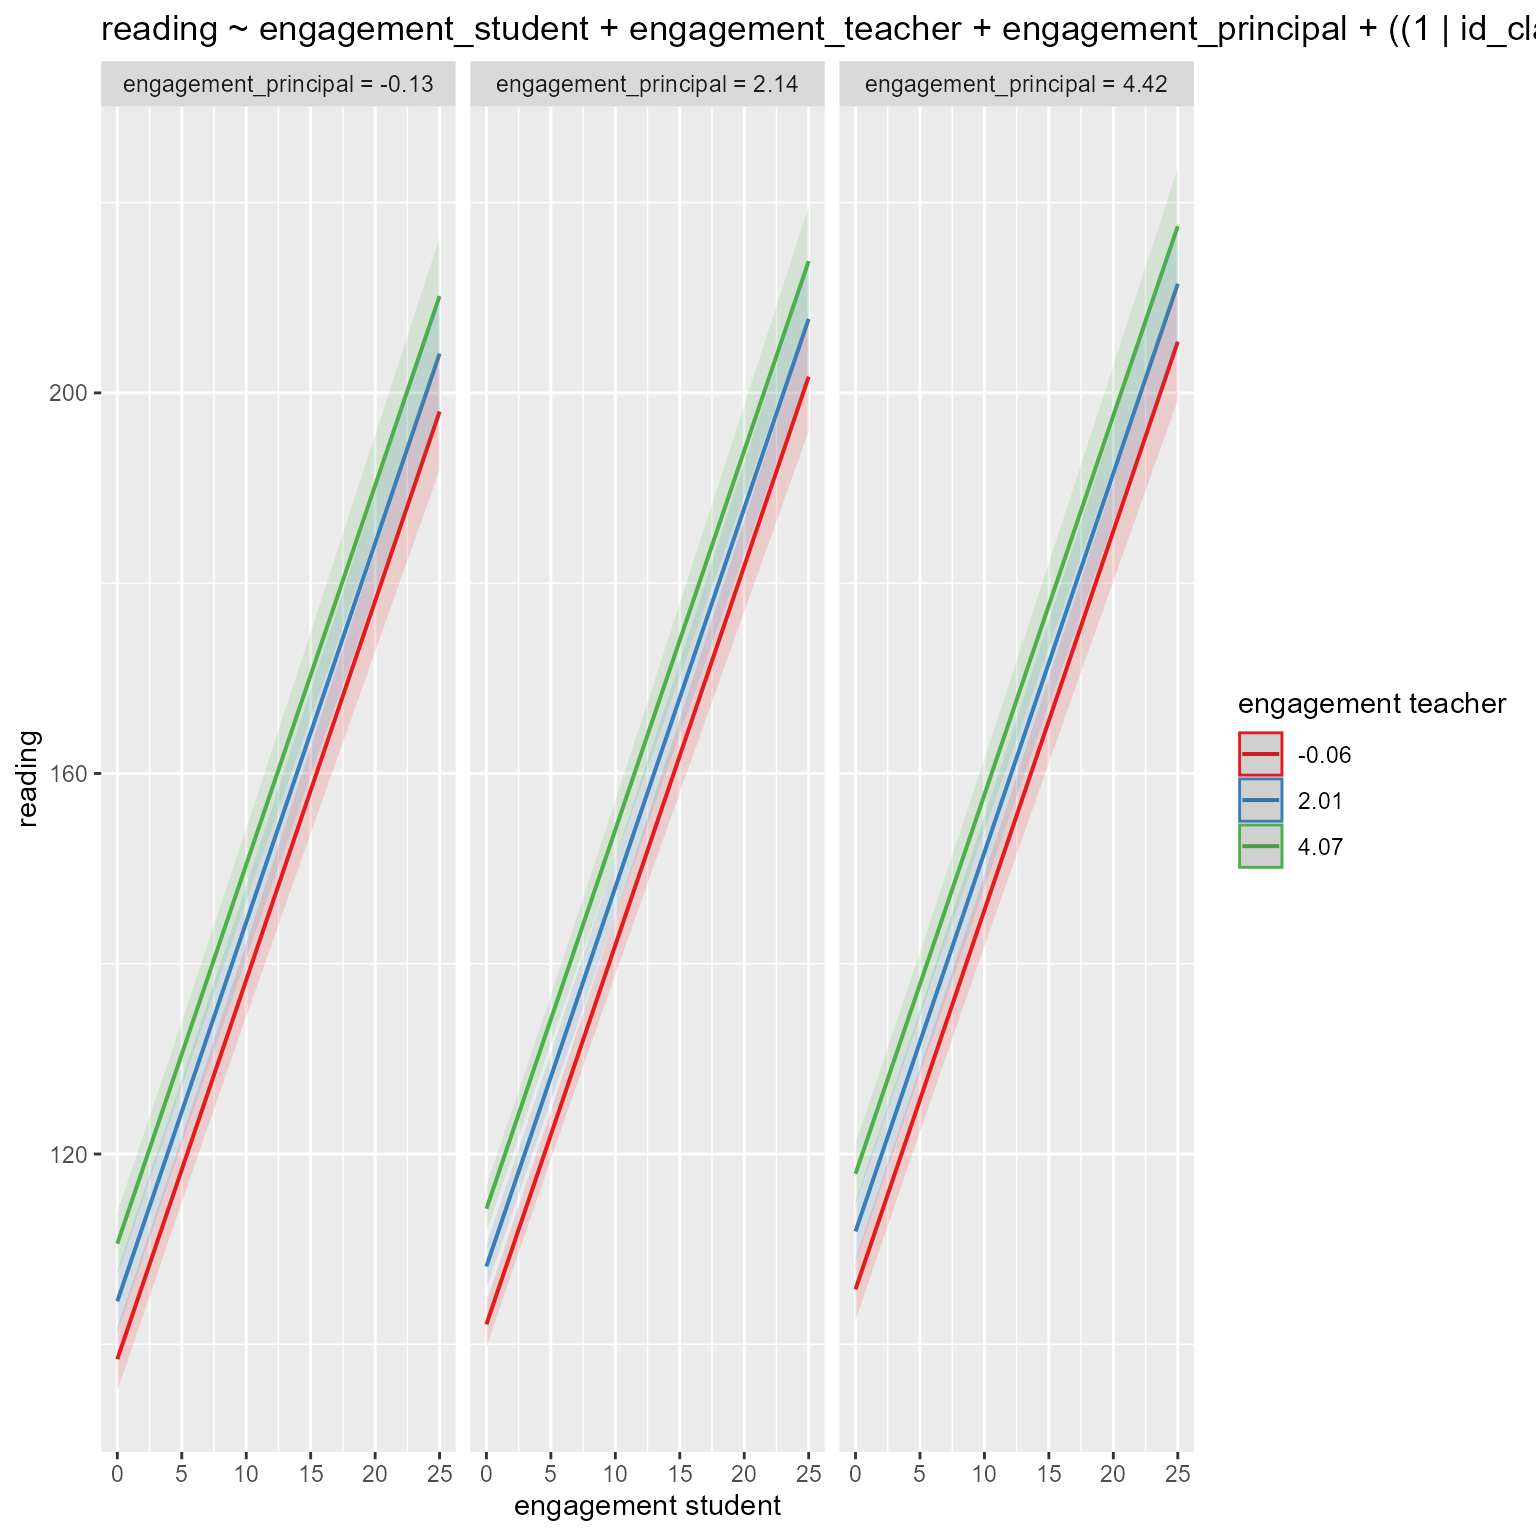 reading ~ engagement_student + engagement_teacher + engagement_principal + ((1 | id_cla
engagement_principal = -0.13
engagement_principal = 2.14
engagement_principal = 4.42
200
160
120
reading
0 5 10 15 20 25
0 5 10 15 20 25
0 5 10 15 20 25
engagement student
engagement teacher
-0.06
2.01
4.07